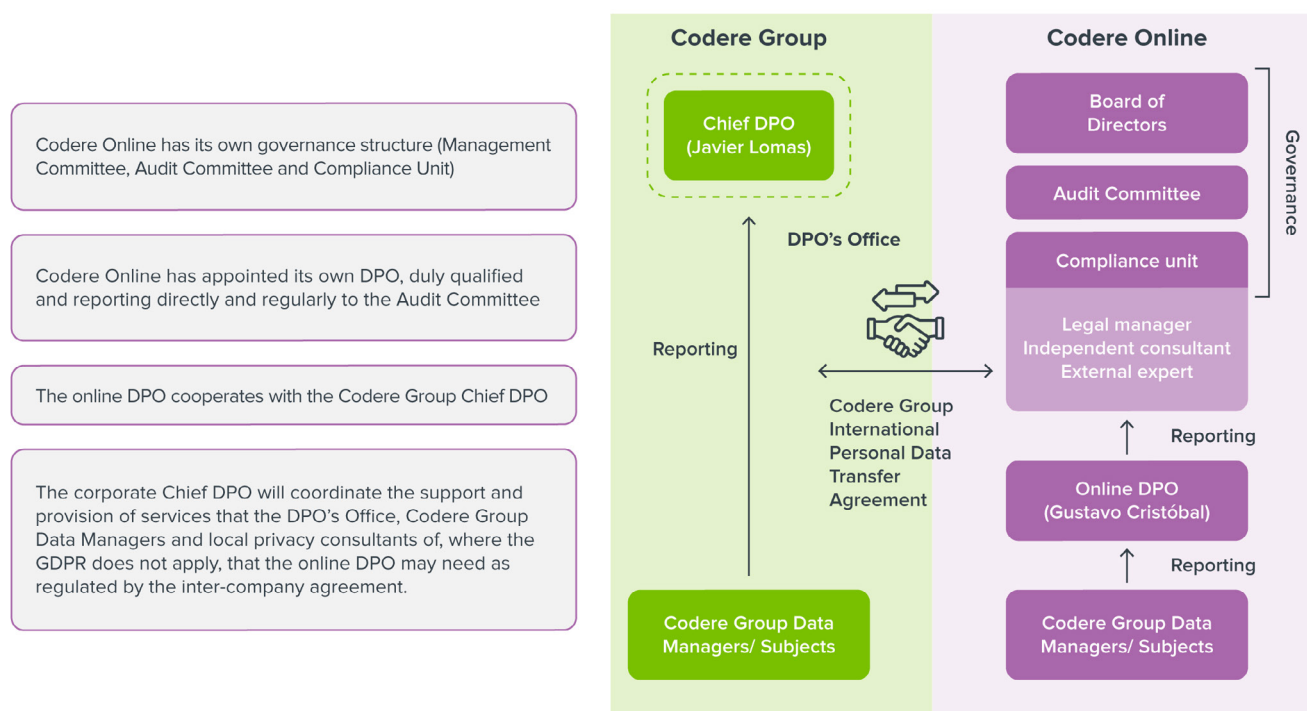 Codere Online has its own governance structure (Management
Committee, Audit Committee and Compliance Unit)
Codere Online has appointed its own DPO, duly qualified
and reporting directly and regularly to the Audit Committee
The online DPO cooperates with the Codere Group Chief DPO
The corporate Chief DPO will coordinate the support and
provision of services that the DPO’s Office, Codere Group
Data Managers and local privacy consultants of, where the
GDPR does not apply, that the online DPO may need as
regulated by the inter-company agreement.
Codere Group
Chief DPO
(Javier Lomas)
DPO’s Office
Reporting
Codere Group
International
Personal Data
Transfer
Agreement
Codere Group Data
Managers/ Subjects
Codere Online
Board of
Directors
Audit Committee
Compliance unit
Governance
Legal manager
Independent consultant
External expert
Reporting
Online DPO
(Gustavo Cristóbal)
Reporting
Codere Group Data
Managers/ Subjects